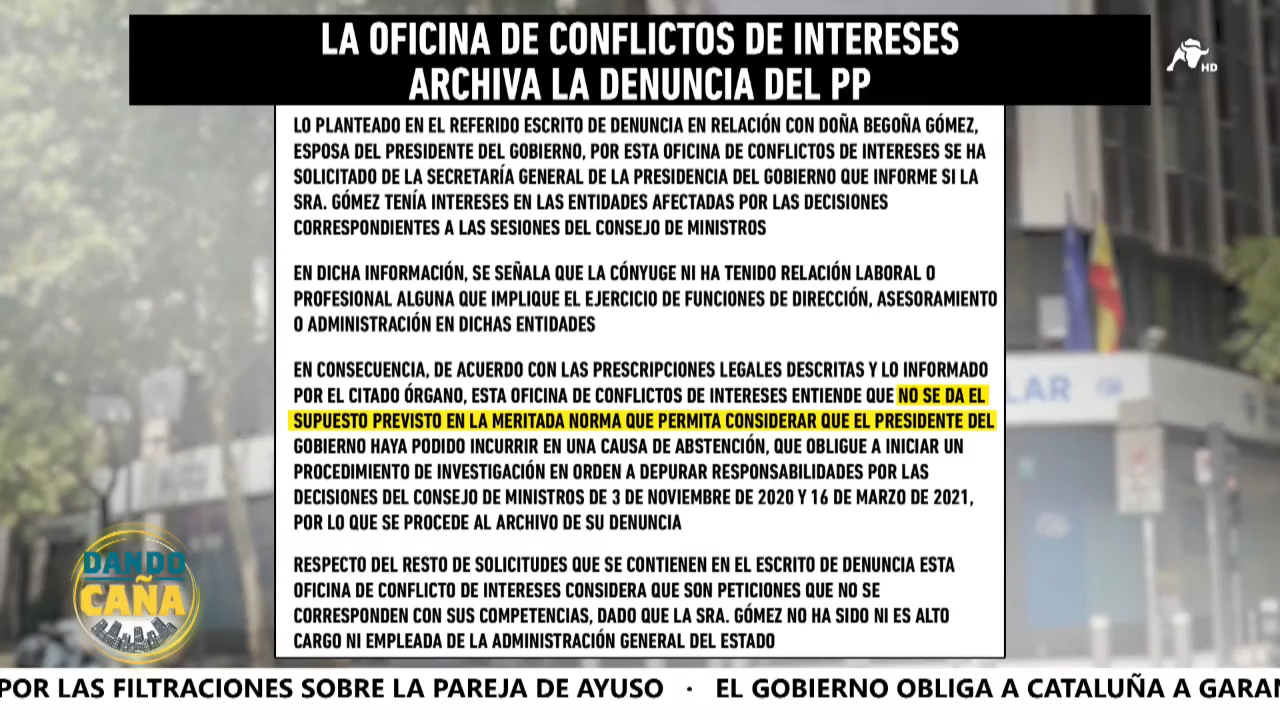 LA OFICINA DE CONFLICTOS DE INTERESES
ARCHIVA LA DENUNCIA DEL PP
HD
LO PLANTEADO EN EL REFERIDO ESCRITO DE DENUNCIA EN RELACIÓN CON DOÑA BEGOÑA GÓMEZ,
ESPOSA DEL PRESIDENTE DEL GOBIERNO, POR ESTA OFICINA DE CONFLICTOS DE INTERESES SE HA
SOLICITADO DE LA SECRETARÍA GENERAL DE LA PRESIDENCIA DEL GOBIERNO QUE INFORME SI LA
SRA. GÓMEZ TENÍA INTERESES EN LAS ENTIDADES AFECTADAS POR LAS DECISIONES
CORRESPONDIENTES A LAS SESIONES DEL CONSEJO DE MINISTROS
EN DICHA INFORMACIÓN, SE SEÑALA QUE LA CÓNYUGE NI HA TENIDO RELACIÓN LABORAL O
PROFESIONAL ALGUNA QUE IMPLIQUE EL EJERCICIO DE FUNCIONES DE DIRECCIÓN, ASESORAMIENTO
O ADMINISTRACIÓN EN DICHAS ENTIDADES
EN CONSECUENCIA, DE ACUERDO CON LAS PRESCRIPCIONES LEGALES DESCRITAS Y LO INFORMADO
POR EL CITADO ÓRGANO, ESTA OFICINA DE CONFLICTOS DE INTERESES ENTIENDE QUE NO SE DA EL
SUPUESTO PREVISTO EN LA MERITADA NORMA QUE PERMITA CONSIDERAR QUE EL PRESIDENTE DEL
GOBIERNO HAYA PODIDO INCURRIR EN UNA CAUSA DE ABSTENCIÓN, QUE OBLIGUE A INICIAR UN
PROCEDIMIENTO DE INVESTIGACIÓN EN ORDEN A DEPURAR RESPONSABILIDADES POR LAS
DECISIONES DEL CONSEJO DE MINISTROS DE 3 DE NOVIEMBRE DE 2020 Y 16 DE MARZO DE 2021,
POR LO QUE SE PROCEDE AL ARCHIVO DE SU DENUNCIA
RESPECTO DEL RESTO DE SOLICITUDES QUE SE CONTIENEN EN EL ESCRITO DE DENUNCIA ESTA
OFICINA DE CONFLICTO DE INTERESES CONSIDERA QUE SON PETICIONES QUE NO SE
CORRESPONDEN CON SUS COMPETENCIAS, DADO QUE LA SRA. GÓMEZ NO HA SIDO NI ES ALTO
CARGO NI EMPLEADA DE LA ADMINISTRACIÓN GENERAL DEL ESTADO
LAR
DANDO
CAÑA
POR LAS FILTRACIONES SOBRE LA PAREJA DE AYUSO · EL GOBIERNO OBLIGA A CATALUÑA A GARAN